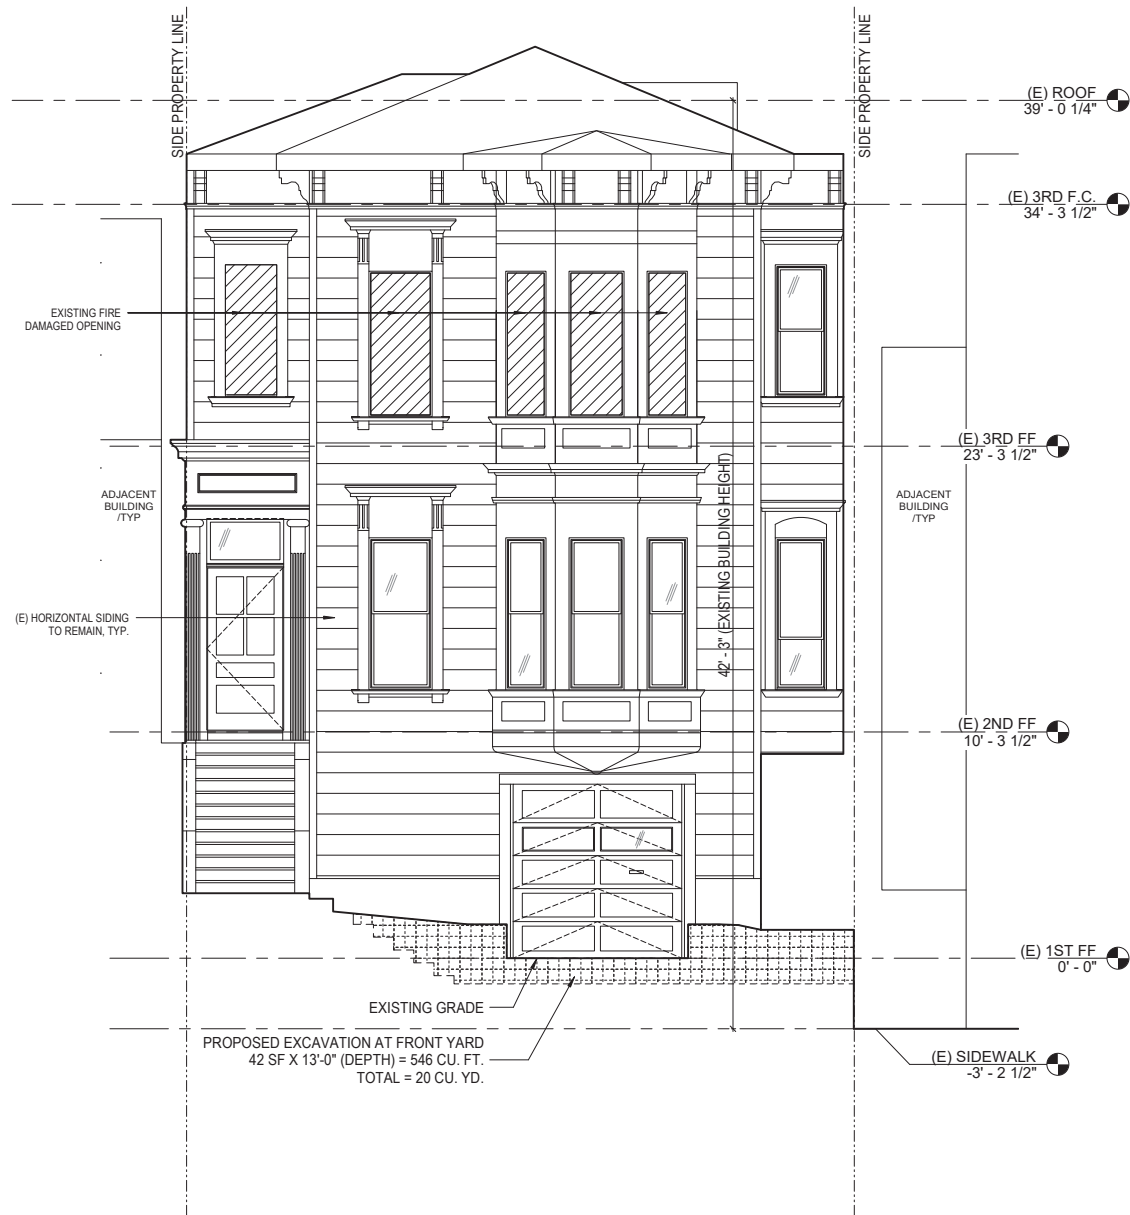 SIDE PROPERTY LINE
SIDE PROPERTY LINE
(E) ROOF
39' - 0 1/4"
(E) 3RD F.C.
34' - 3 1/2"
EXISTING FIRE
DAMAGED OPENING
(E) 3RD FF
23' - 3 1/2"
ADJACENT
BUILDING
/TYP
ADJACENT
BUILDING
/TYP
42' - 3" (EXISTING BUILDING HEIGHT)
(E) HORIZONTAL SIDING
TO REMAIN, TYP.
(E) 2ND FF
10' - 3 1/2"
(E) 1ST FF
0' - 0"
EXISTING GRADE
PROPOSED EXCAVATION AT FRONT YARD
42 SF X 13'-0" (DEPTH) = 546 CU. FT.
TOTAL = 20 CU. YD.
(E) SIDEWALK
-3' - 2 1/2"